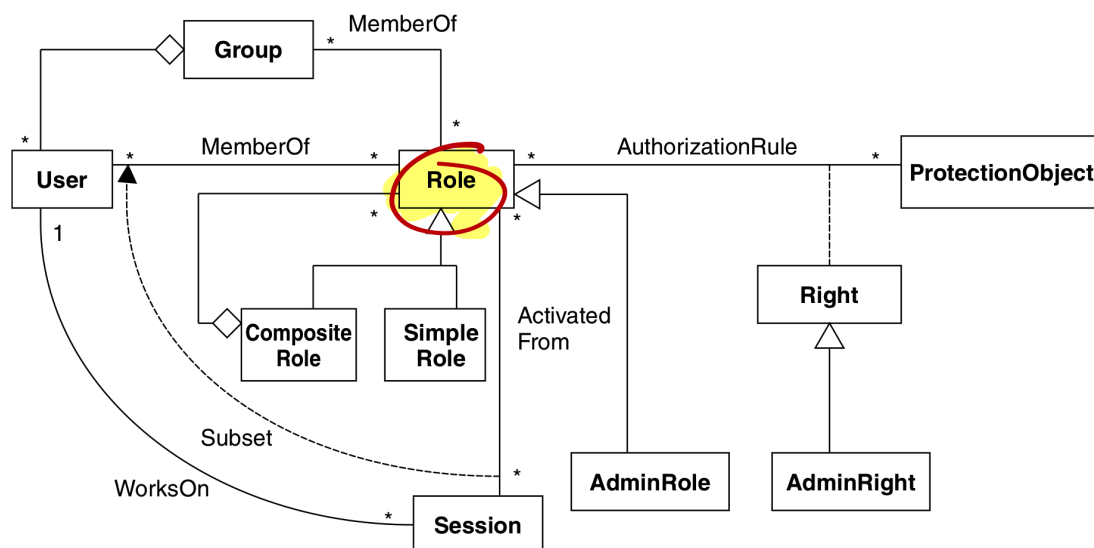 MemberOf
Group
*
*
*
*
MemberOf
*
*
AuthorizationRule
*
User
Role
ProtectionObject
1
*
*
Right
Composite
Role
Simple
Role
Activated
From
Subset
*
WorksOn
AdminRole
AdminRight
*
Session